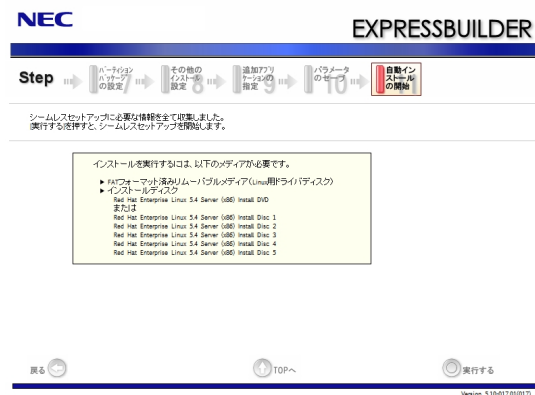 NEC
EXPRESSBUILDER
Step
パーティション
パッケージ
の設定
7
その他の
インストール
設定
8
追加アプリ
ケーションの
指定
9
パラメータ
のセーブ
10
自動イン
ストール
の開始
11
シームレスセットアップに必要な情報を全て収集しました。
[実行する]を押すと、シームレスセットアップを開始します。
インストールを実行するには、以下のメディアが必要です。
▶ FATフォーマット済みリムーバブルメディア(Linux用ドライバディスク)
▶ インストールディスク
Red Hat Enterprise Linux 5.4 Server (x86) Install DVD
または
Red Hat Enterprise Linux 5.4 Server (x86) Install Disc 1
Red Hat Enterprise Linux 5.4 Server (x86) Install Disc 2
Red Hat Enterprise Linux 5.4 Server (x86) Install Disc 3
Red Hat Enterprise Linux 5.4 Server (x86) Install Disc 4
Red Hat Enterprise Linux 5.4 Server (x86) Install Disc 5
戻る
TOPへ
実行する
Version 5.10-017.01(017)